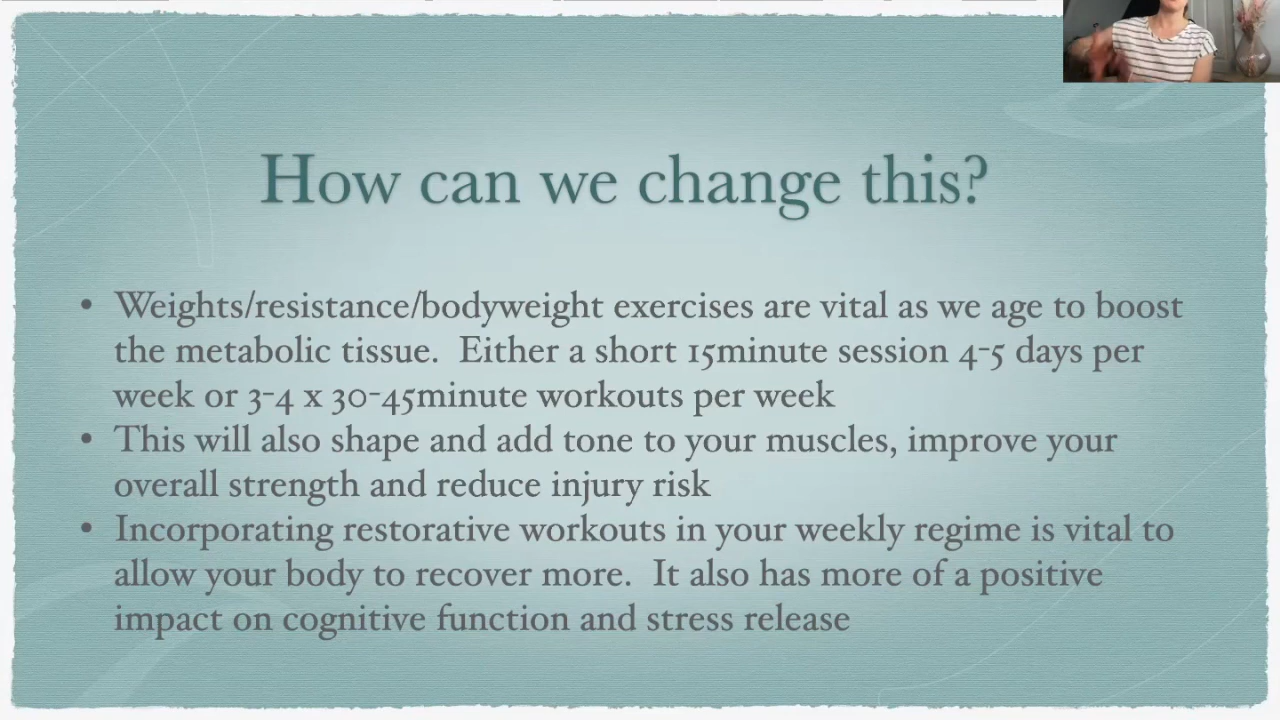 How can we change this?
• Weights/resistance/bodyweight exercises are vital as we age to boost
the metabolic tissue.  Either a short 15minute session 4-5 days per
week or 3-4 x 30-45minute workouts per week
• This will also shape and add tone to your muscles, improve your
overall strength and reduce injury risk
• Incorporating restorative workouts in your weekly regime is vital to
allow your body to recover more.  It also has more of a positive
impact on cognitive function and stress release